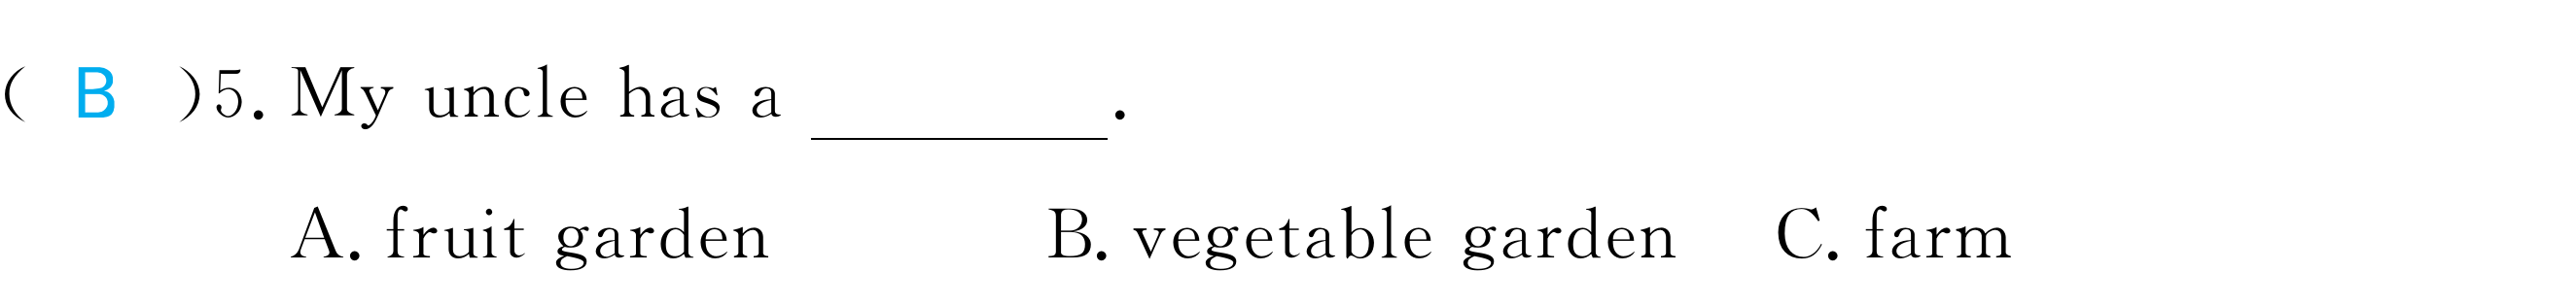 ( B )5. My uncle has a ________.
A. fruit garden B. vegetable garden C. farm